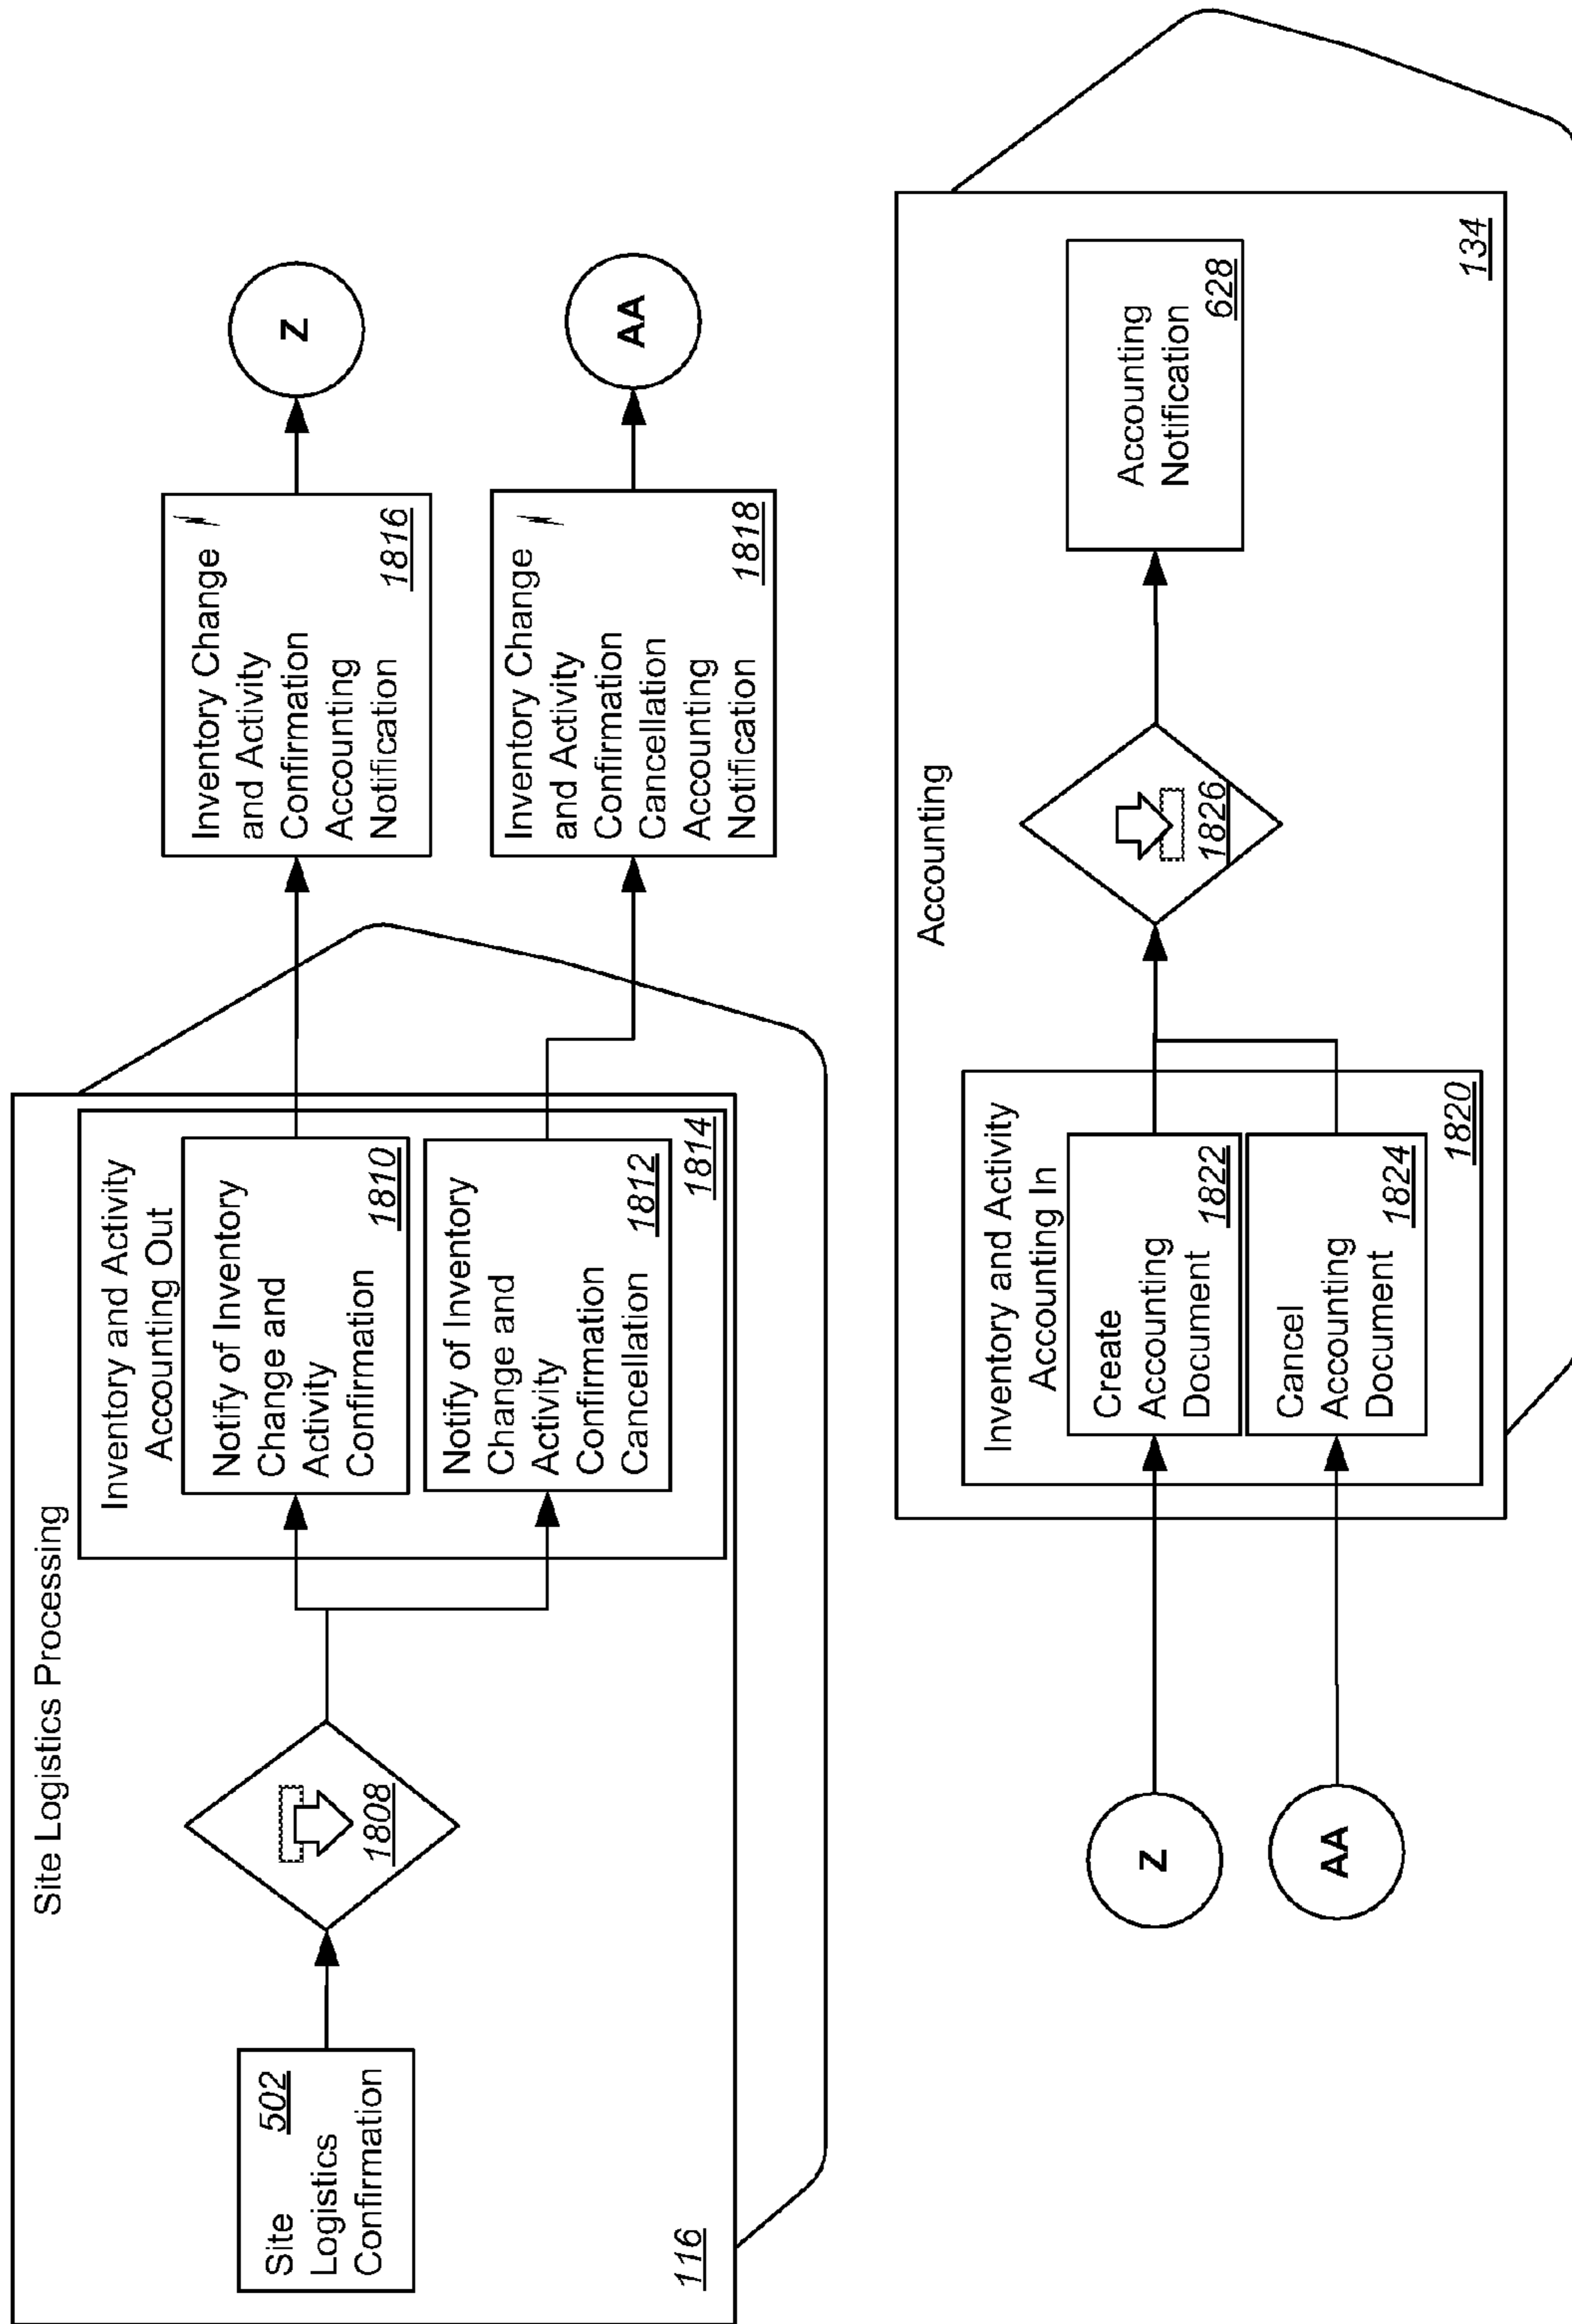 Site Logistics Processing
Site
502
Logistics
Confirmation
1808
Inventory and Activity
Accounting Out
Notify of Inventory
Change and
Activity
Confirmation
1810
Notify of Inventory
Change and
Activity
Confirmation
Cancellation
1812
1814
116
Inventory Change
and Activity
Confirmation
Accounting
Notification
1816
Z
Inventory Change
and Activity
Confirmation
Cancellation
Accounting
Notification
1818
AA
Z
AA
Accounting
Inventory and Activity
Accounting In
Create
Accounting
Document
1822
Cancel
Accounting
Document
1824
1820
1826
Accounting
Notification
628
134